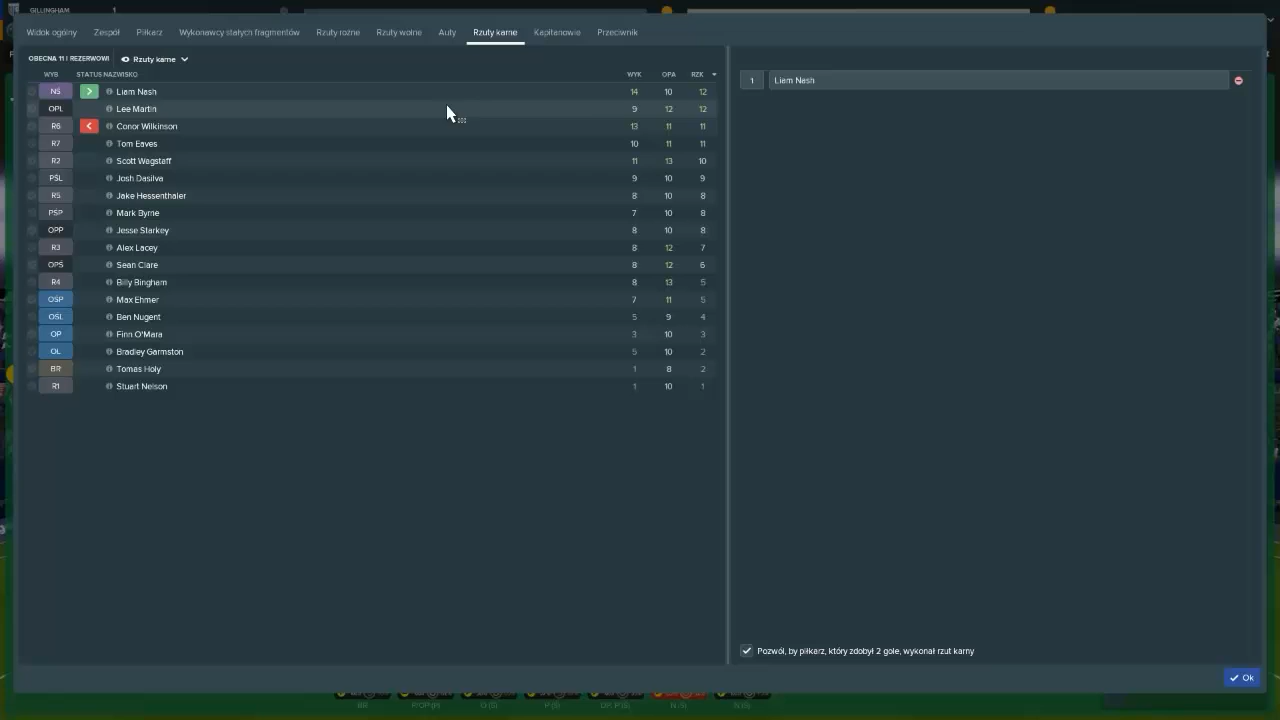 GILLINGHAM 1
Widok ogólny Zespół Piłkarz Wykonawcy stałych fragmentów Rzuty rożne Rzuty wolne Auty Rzuty karne Kapitanowie Przeciwnik
OBECNA 11 I REZERWOWI Rzuty karne
WYB STATUS NAZWISKO WYK OPA RZK
1 Liam Nash
NŚ Liam Nash 14 10 12
OPL Lee Martin 9 12 12
R6 Conor Wilkinson 13 11 11
R7 Tom Eaves 10 11 11
R2 Scott Wagstaff 11 13 10
PŚL Josh Dasilva 9 10 9
R5 Jake Hessenthaler 8 10 8
PŚP Mark Byrne 7 10 8
OPP Jesse Starkey 8 10 8
R3 Alex Lacey 8 12 7
OPŚ Sean Clare 8 12 6
R4 Billy Bingham 8 13 5
OŚP Max Ehmer 7 11 5
OŚL Ben Nugent 5 9 4
OP Finn O'Mara 3 10 3
OL Bradley Garmston 5 10 2
BR Tomas Holy 1 8 2
R1 Stuart Nelson 1 10 1
Pozwól, by piłkarz, który zdobył 2 gole, wykonał rzut karny
Ok